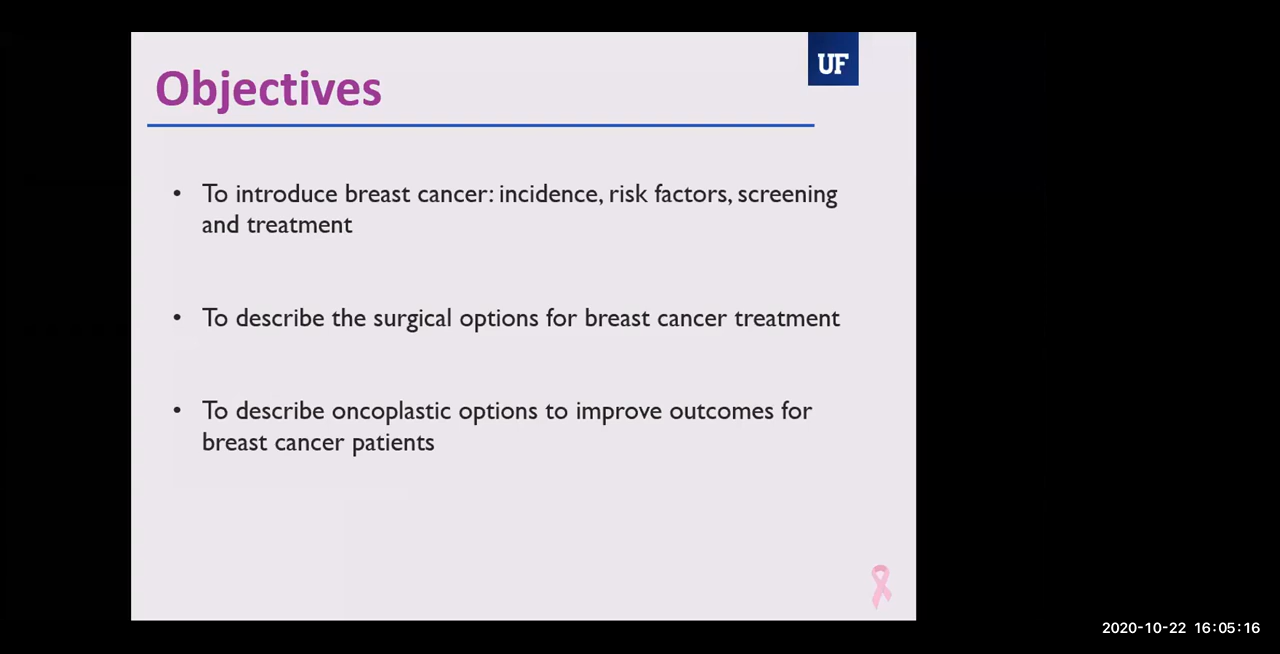 UF
Objectives
• To introduce breast cancer: incidence, risk factors, screening
and treatment
• To describe the surgical options for breast cancer treatment
• To describe oncoplastic options to improve outcomes for
breast cancer patients
2020-10-22 16:05:16